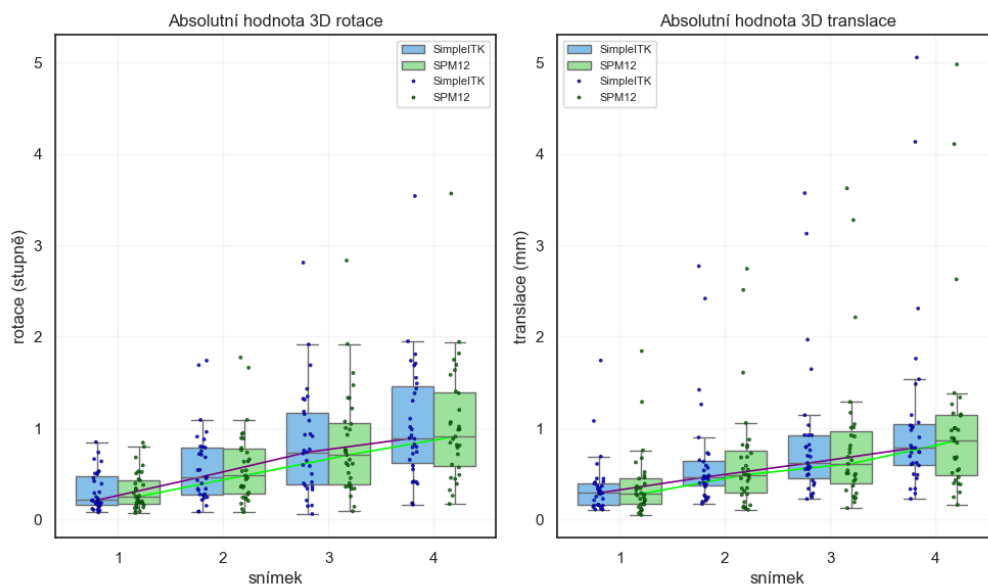 Absolutní hodnota 3D rotace
SimpleITK
SPM12
SimpleITK
SPM12
5
4
3
2
1
0
rotace (stupně)
1 2 3 4
snímek
Absolutní hodnota 3D translace
SimpleITK
SPM12
SimpleITK
SPM12
5
4
3
2
1
0
translace (mm)
1 2 3 4
snímek